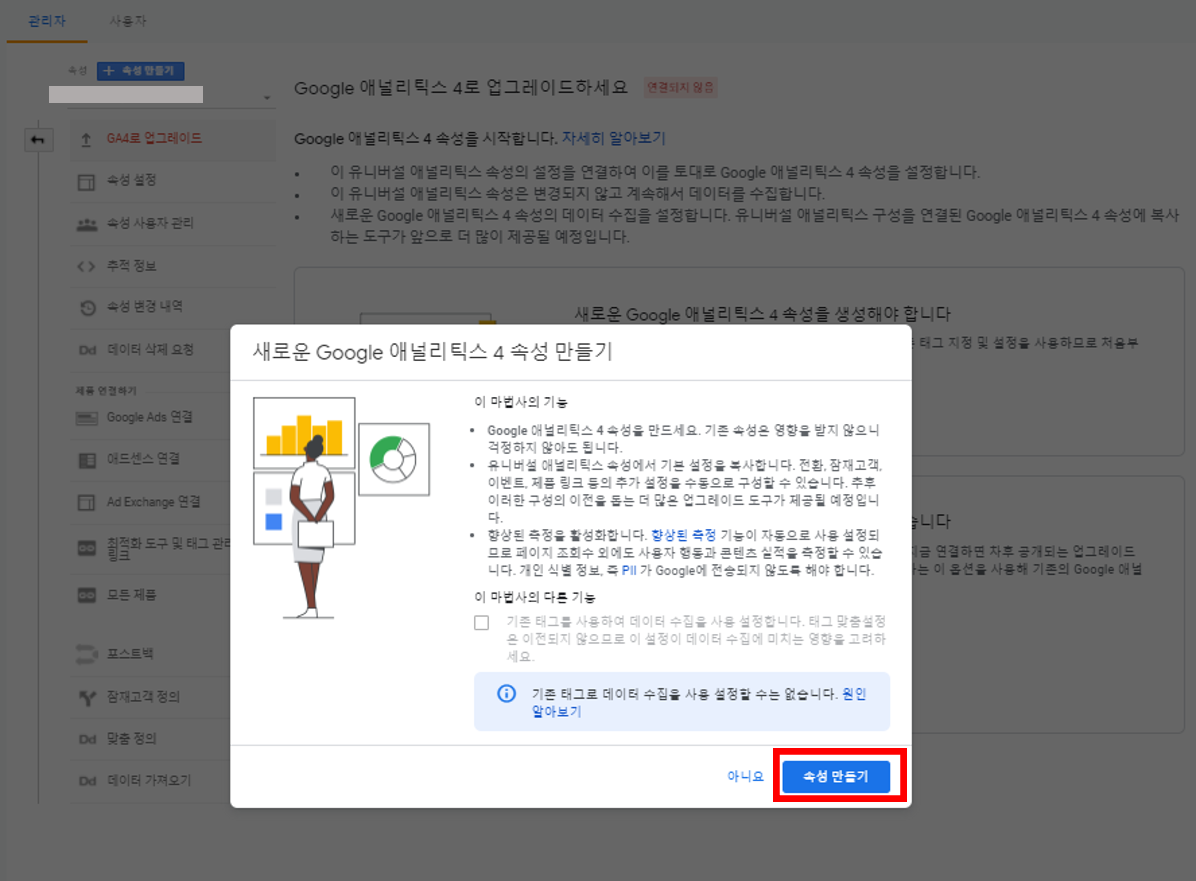 관리자
사용자
속성
+ 속성 만들기
GA4로 업그레이드
속성 설정
속성 사용자 관리
추적 정보
속성 변경 내역
Dd 데이터 삭제 요청
제품 연결하기
Google Ads 연결
애드센스 연결
Ad Exchange 연결
최적화 도구 및 태그 관리
링크
모든 제품
포스트백
잠재고객 정의
Dd 맞춤 정의
Dd 데이터 가져오기
Google 애널리틱스 4로 업그레이드하세요 연결되지 않음
Google 애널리틱스 4 속성을 시작합니다. 자세히 알아보기
• 이 유니버설 애널리틱스 속성의 설정을 연결하여 이를 토대로 Google 애널리틱스 4 속성을 설정합니다.
• 이 유니버설 애널리틱스 속성은 변경되지 않고 계속해서 데이터를 수집합니다.
• 새로운 Google 애널리틱스 4 속성의 데이터 수집을 설정합니다. 유니버설 애널리틱스 구성을 연결된 Google 애널리틱스 4 속성에 복사
하는 도구가 앞으로 더 많이 제공될 예정입니다.
새로운 Google 애널리틱스 4 속성을 생성해야 합니다
태그 지정 및 설정을 사용하므로 처음부
습니다
지금 연결하면 차후 공개되는 업그레이드
는 이 옵션을 사용해 기존의 Google 애널
새로운 Google 애널리틱스 4 속성 만들기
이 마법사의 기능
• Google 애널리틱스 4 속성을 만드세요. 기존 속성은 영향을 받지 않으니
걱정하지 않아도 됩니다.
• 유니버설 애널리틱스 속성에서 기본 설정을 복사합니다. 전환, 잠재고객,
이벤트, 제품 링크 등의 추가 설정을 수동으로 구성할 수 있습니다. 추후
이러한 구성의 이전을 돕는 더 많은 업그레이드 도구가 제공될 예정입니
다.
• 향상된 측정을 활성화합니다. 향상된 측정 기능이 자동으로 사용 설정되
므로 페이지 조회수 외에도 사용자 행동과 콘텐츠 실적을 측정할 수 있습
니다. 개인 식별 정보, 즉 PII 가 Google에 전송되지 않도록 해야 합니다.
이 마법사의 다른 기능
기존 태그를 사용하여 데이터 수집을 사용 설정합니다. 태그 맞춤설정
은 이전되지 않으므로 이 설정이 데이터 수집에 미치는 영향을 고려하
세요.
기존 태그로 데이터 수집을 사용 설정할 수는 없습니다. 원인
알아보기
아니요
속성 만들기